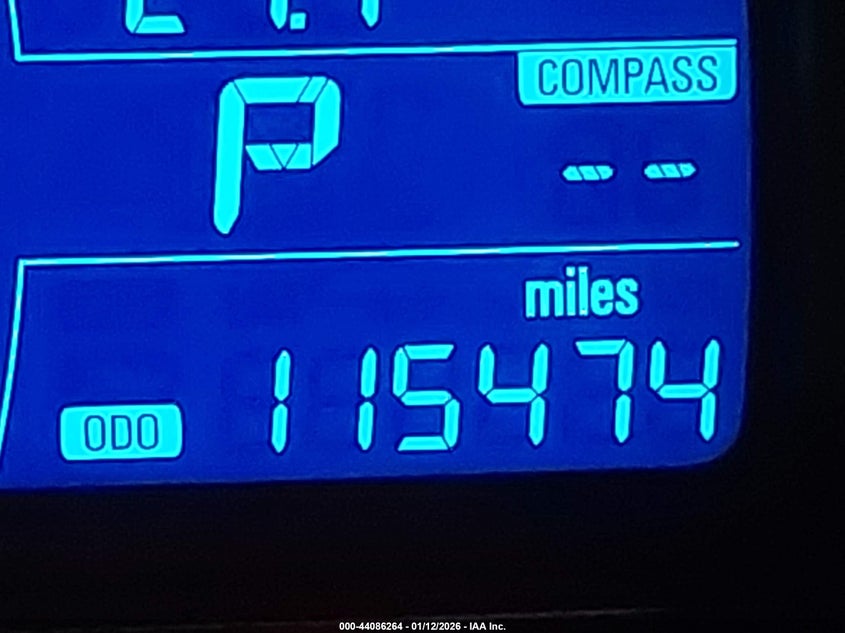 COMPASS
P
-- --
miles
ODO 115474
000-44086264 - 01/12/2026 - IAA Inc.